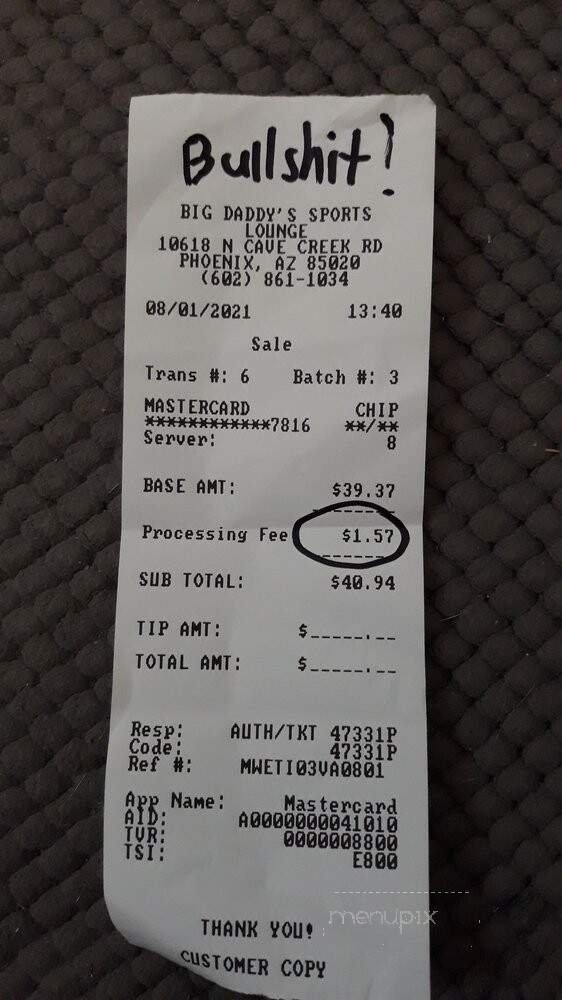 Bullshit!
BIG DADDY'S SPORTS
LOUNGE
10618 N CAVE CREEK RD
PHOENIX, AZ 85020
(602) 861-1034
08/01/2021 13:40
Sale
Trans #: 6 Batch #: 3
MASTERCARD CHIP
************7816 **/**
Server: 8
BASE AMT: $39.37
Processing Fee $1.57
SUB TOTAL: $40.94
TIP AMT: $_____.__
TOTAL AMT: $_____.__
Resp: AUTH/TKT 47331P
Code: 47331P
Ref #: MWETI03VA0801
App Name: Mastercard
AID: A0000000041010
TVR: 0000008800
TSI: E800
THANK YOU!
CUSTOMER COPY
menupix